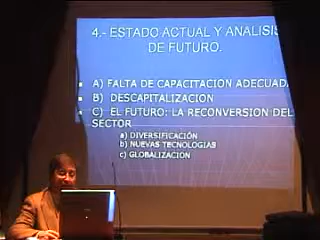 4.- ESTADO ACTUAL Y ANALISIS
DE FUTURO.
A) FALTA DE CAPACITACION ADECUADA
B) DESCAPITALIZACION
C) EL FUTURO: LA RECONVERSION DEL
SECTOR
a) DIVERSIFICACIÓN
b) NUEVAS TECNOLOGIAS
c) GLOBALIZACION